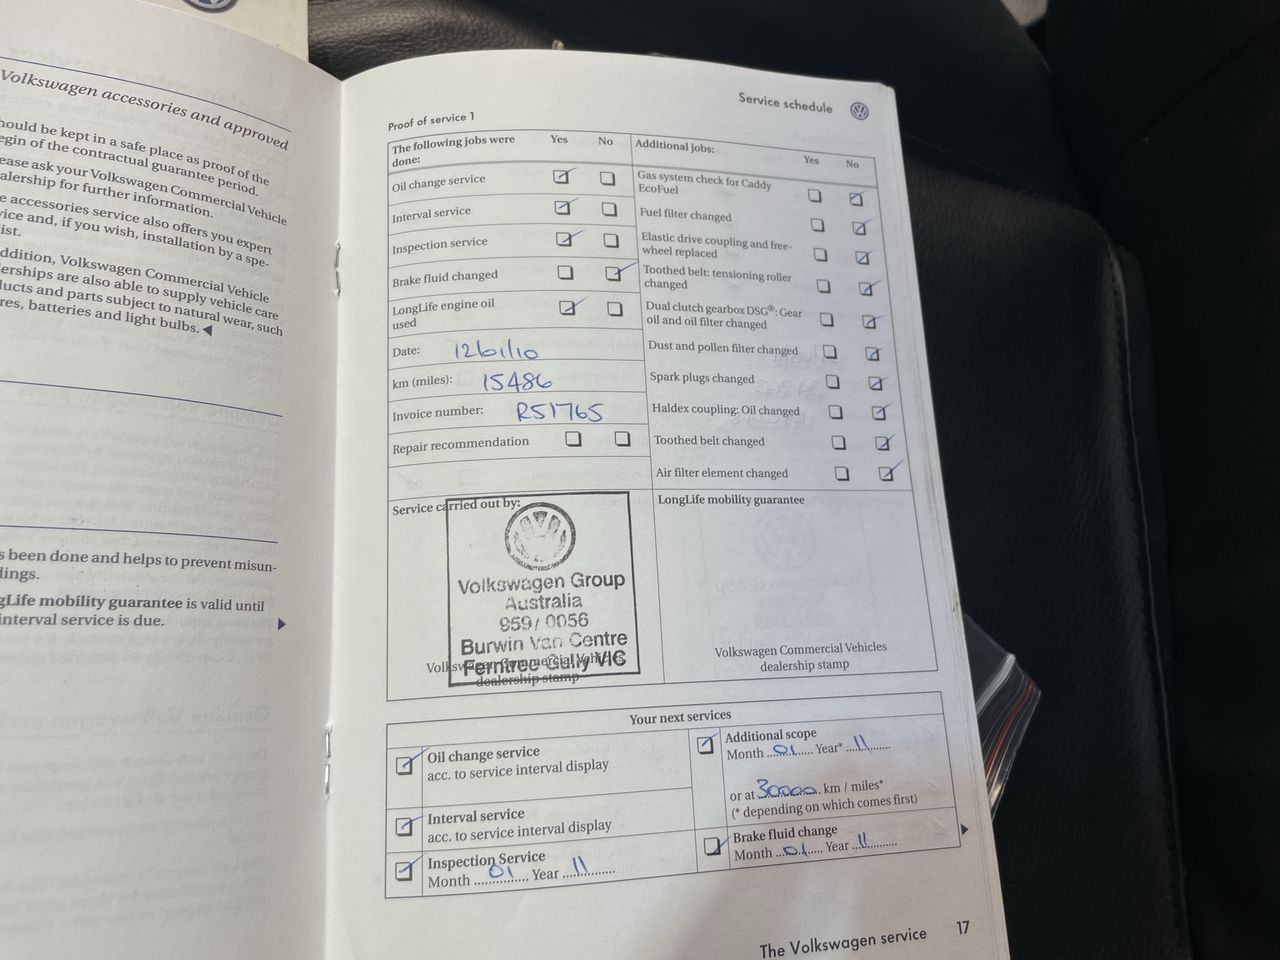 Volkswagen accessories and approved
hould be kept in a safe place as proof of the
egin of the contractual guarantee period.
ease ask your Volkswagen Commercial Vehicle
alership for further information.
e accessories service also offers you expert
vice and, if you wish, installation by a spe-
list.
ddition, Volkswagen Commercial Vehicle
lerships are also able to supply vehicle care
ducts and parts subject to natural wear, such
res, batteries and light bulbs.
s been done and helps to prevent misun-
lings.
gLife mobility guarantee is valid until
interval service is due.
Service schedule
Proof of service 1
The following jobs were done: Yes No
Oil change service
Interval service
Inspection service
Brake fluid changed
LongLife engine oil
used
Date: 12/01/10
km (miles): 15486
Invoice number: R51765
Repair recommendation
Additional jobs: Yes No
Gas system check for Caddy
EcoFuel
Fuel filter changed
Elastic drive coupling and free-
wheel replaced
Toothed belt: tensioning roller
changed
Dual clutch gearbox DSG®: Gear
oil and oil filter changed
Dust and pollen filter changed
Spark plugs changed
Haldex coupling: Oil changed
Toothed belt changed
Air filter element changed
Service carried out by:
Volkswagen Group
Australia
959/ 0056
Burwin Van Centre
Ferntree Gully VIC
Volkswagen Commercial Vehicles
dealership stamp
LongLife mobility guarantee
Volkswagen Commercial Vehicles
dealership stamp
Your next services
Oil change service
acc. to service interval display
Interval service
acc. to service interval display
Inspection Service
Month 01 Year 11
Additional scope
Month 01 Year* 11
or at 30000 km / miles*
(* depending on which comes first)
Brake fluid change
Month 01 Year 11
The Volkswagen service 17